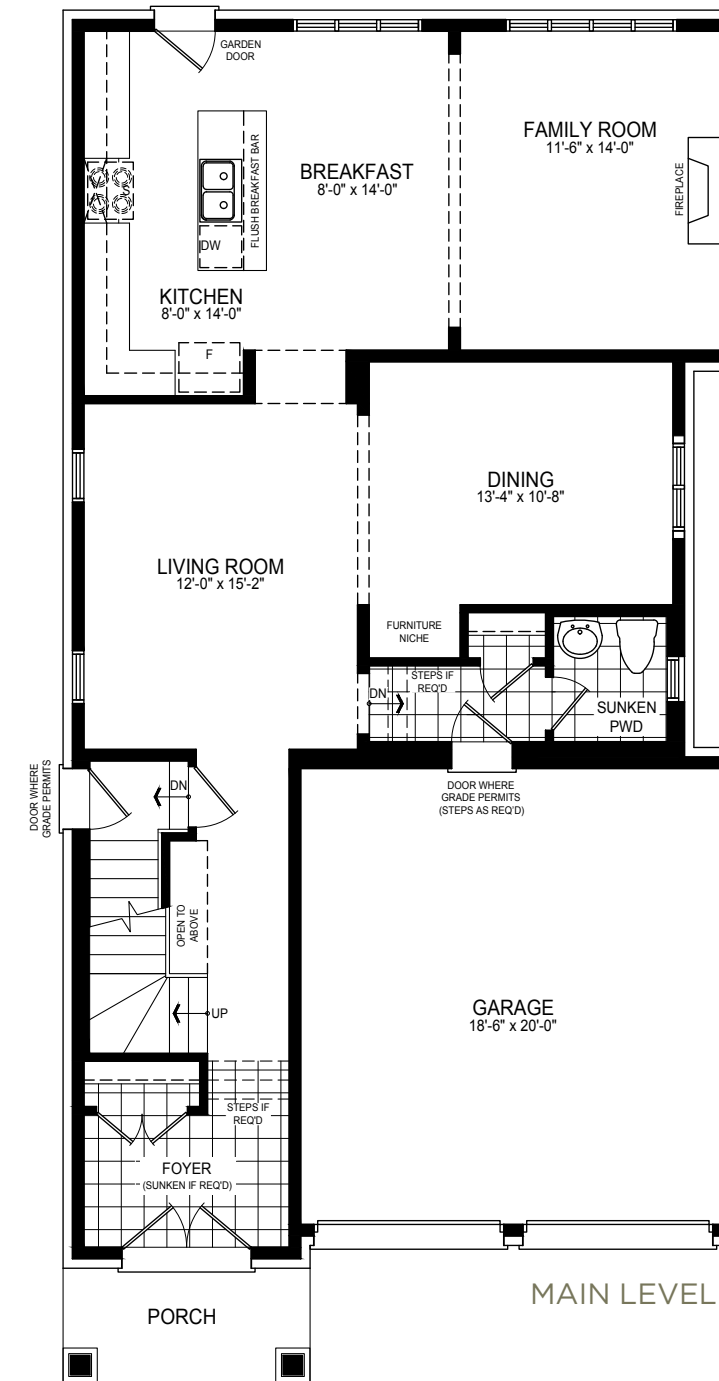 GARDEN
DOOR
FAMILY ROOM
11'-6" x 14'-0"
FIREPLACE
FLUSH BREAKFAST BAR
BREAKFAST
8'-0" x 14'-0"
S
DW
KITCHEN
8'-0" x 14'-0"
F
DINING
13'-4" x 10'-8"
LIVING ROOM
12'-0" x 15'-2"
FURNITURE
NICHE
STEPS IF
REQ'D
DN
SUNKEN
PWD
DOOR WHERE
GRADE PERMITS
DN
DOOR WHERE
GRADE PERMITS
(STEPS AS REQ'D)
OPEN TO
ABOVE
UP
GARAGE
18'-6" x 20'-0"
STEPS IF
REQ'D
FOYER
(SUNKEN IF REQ'D)
MAIN LEVEL
PORCH